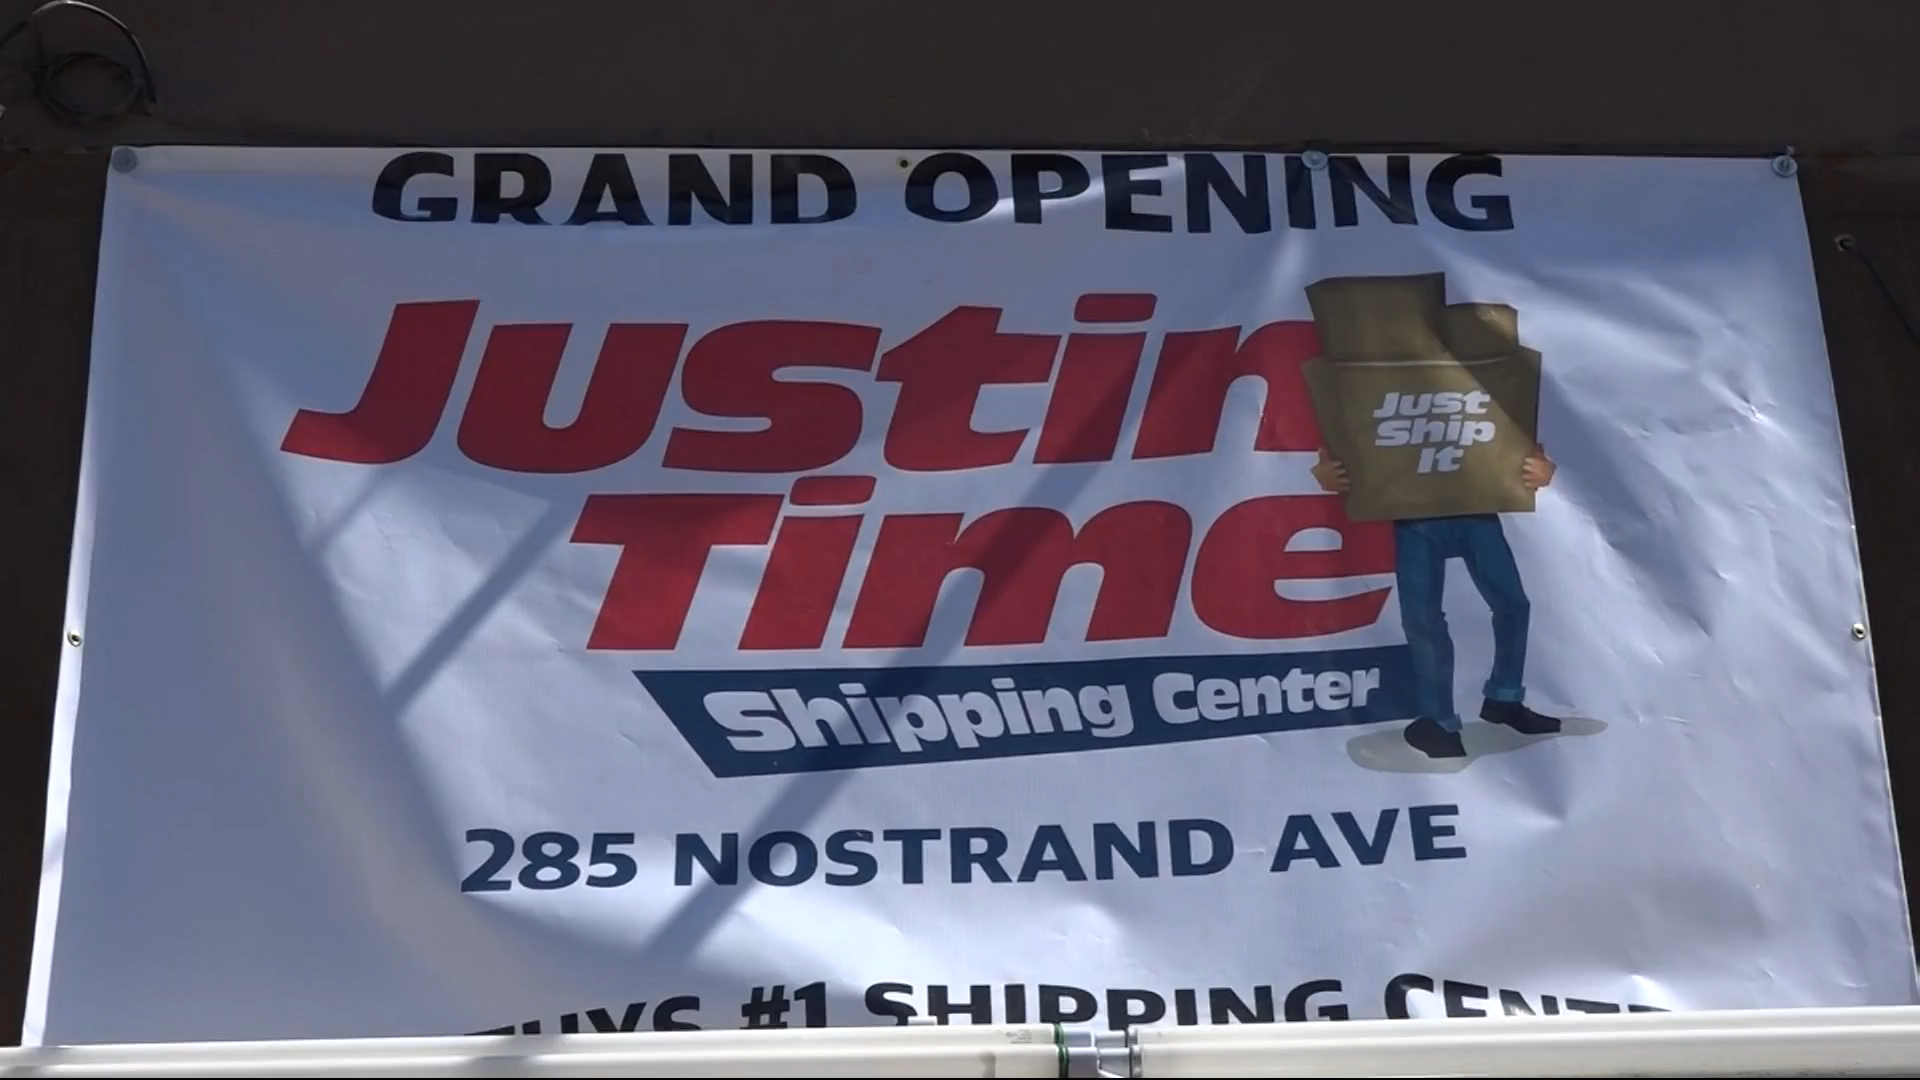 GRAND OPENING
Justin
Time
Just
Ship
It
Shipping Center
285 NOSTRAND AVE
#1 SHIPPING